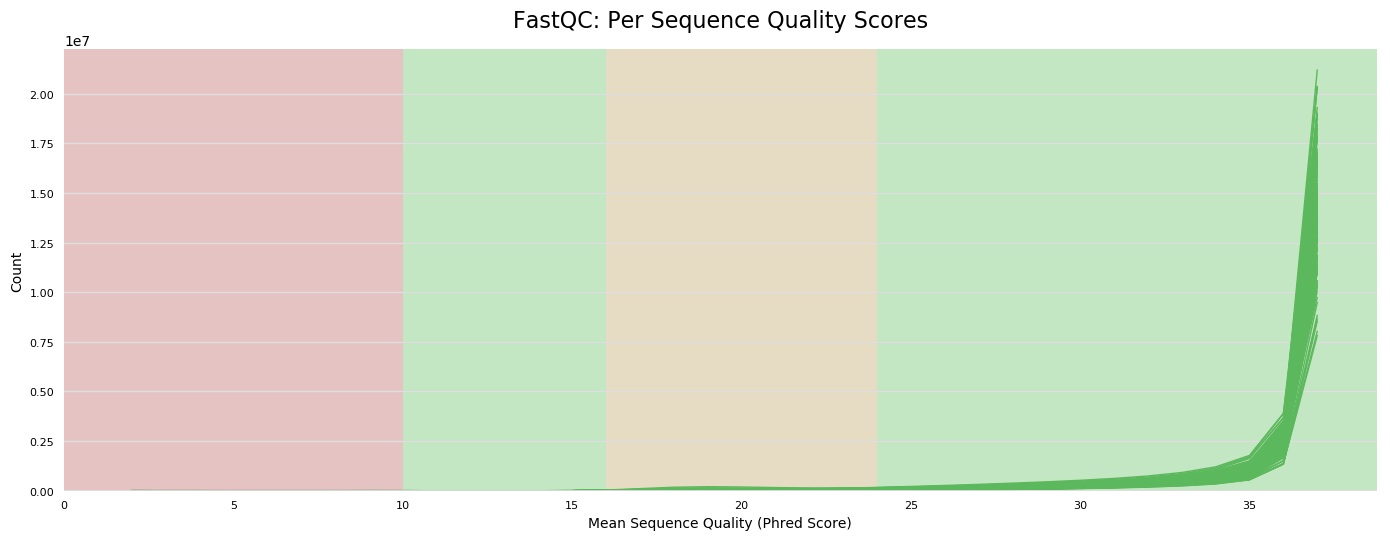 FastQC: Per Sequence Quality Scores
1e7
2.00
1.75
1.50
1.25
1.00
0.75
0.50
0.25
0.00
Count
0 5 10 15 20 25 30 35
Mean Sequence Quality (Phred Score)